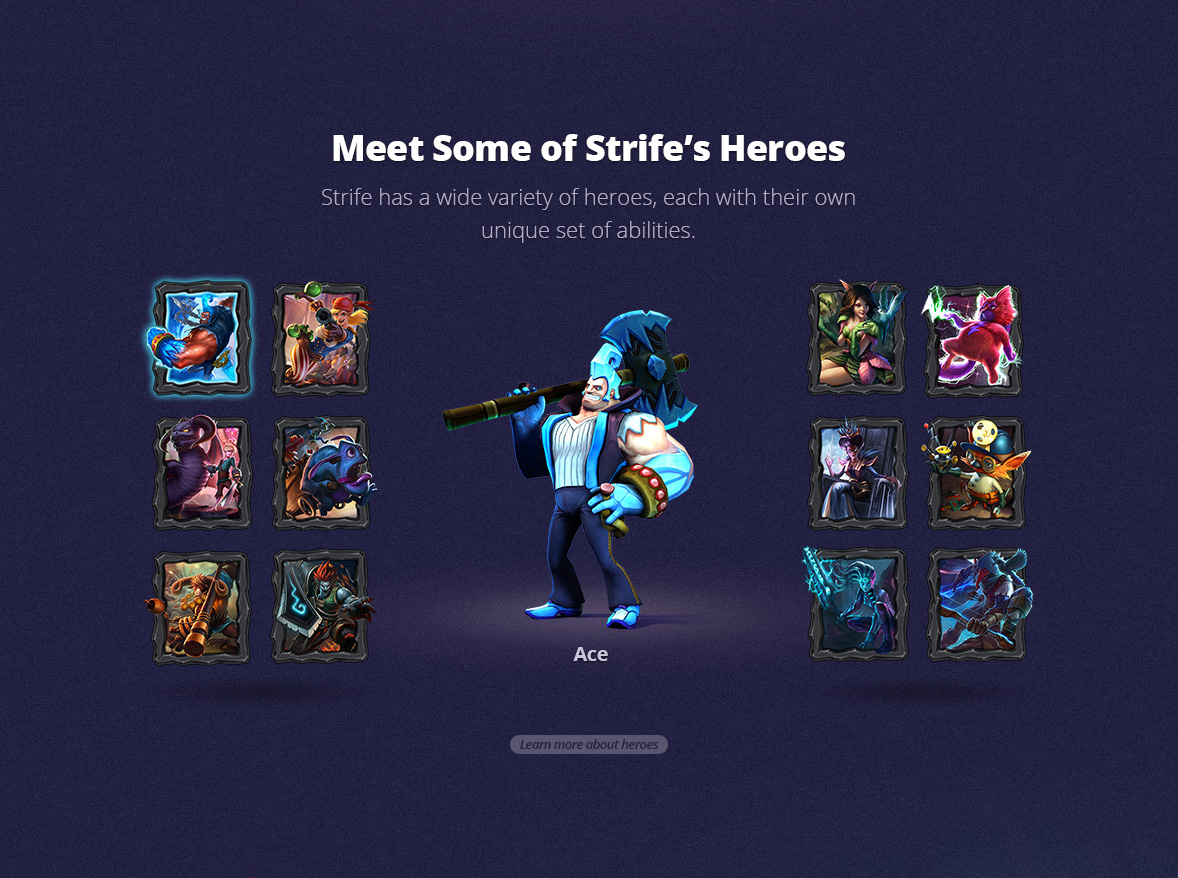 Meet Some of Strife’s Heroes
Strife has a wide variety of heroes, each with their own
unique set of abilities.
Ace
Learn more about heroes